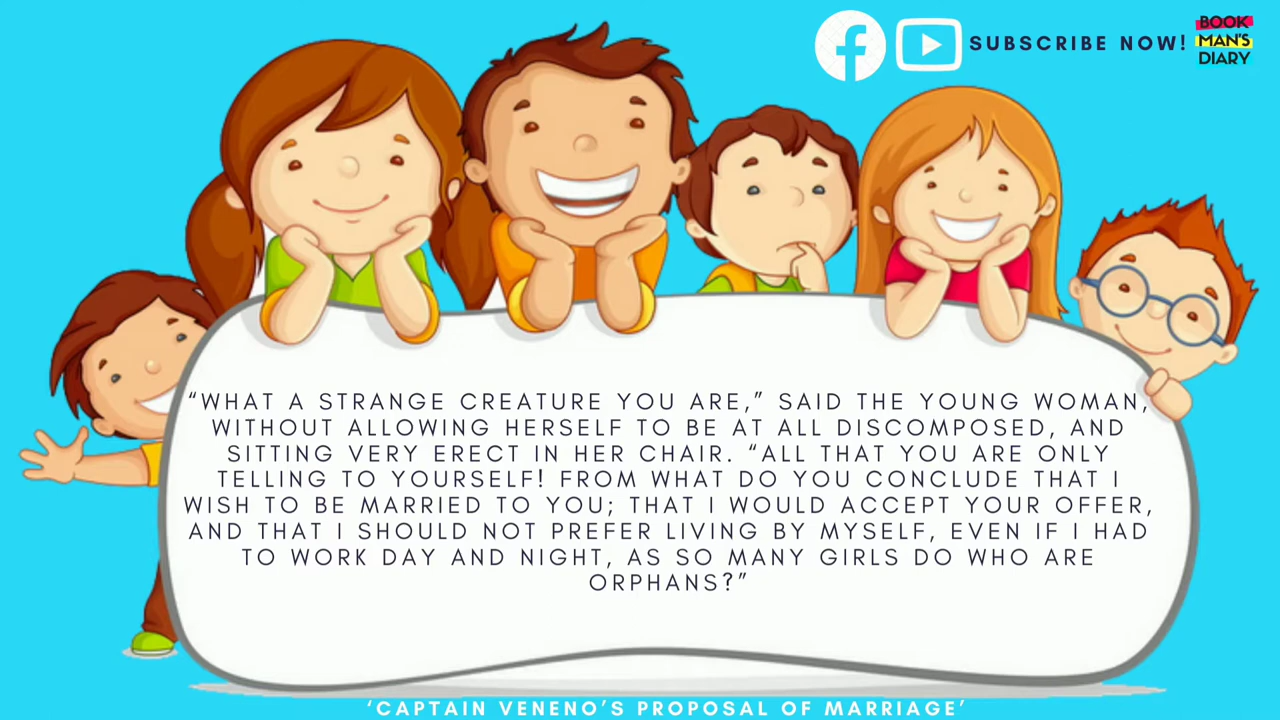 SUBSCRIBE NOW!
BOOK
MAN'S
DIARY
“WHAT A STRANGE CREATURE YOU ARE,” SAID THE YOUNG WOMAN,
WITHOUT ALLOWING HERSELF TO BE AT ALL DISCOMPOSED, AND
SITTING VERY ERECT IN HER CHAIR. “ALL THAT YOU ARE ONLY
TELLING TO YOURSELF! FROM WHAT DO YOU CONCLUDE THAT I
WISH TO BE MARRIED TO YOU; THAT I WOULD ACCEPT YOUR OFFER,
AND THAT I SHOULD NOT PREFER LIVING BY MYSELF, EVEN IF I HAD
TO WORK DAY AND NIGHT, AS SO MANY GIRLS DO WHO ARE
ORPHANS?”
‘CAPTAIN VENENO’S PROPOSAL OF MARRIAGE’